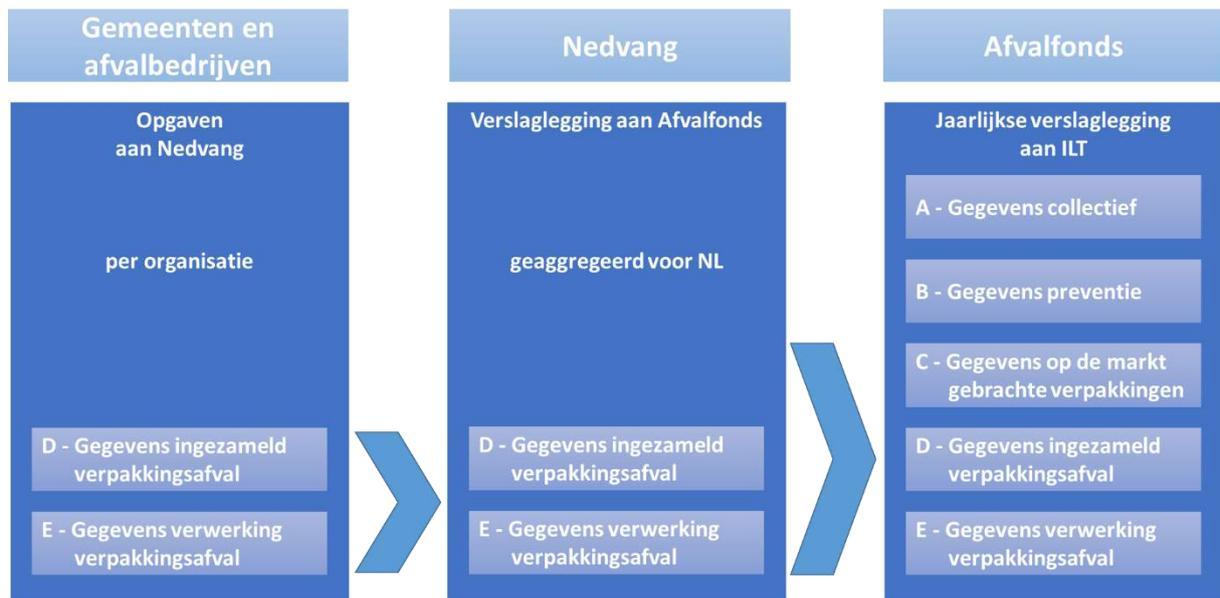 Gemeenten en
afvalbedrijven
Opgaven
aan Nedvang
per organisatie
D - Gegevens ingezameld
verpakkingsafval
E - Gegevens verwerking
verpakkingsafval
Nedvang
Verslaglegging aan Afvalfonds
geaggregeerd voor NL
D - Gegevens ingezameld
verpakkingsafval
E - Gegevens verwerking
verpakkingsafval
Afvalfonds
Jaarlijkse verslaglegging
aan ILT
A - Gegevens collectief
B - Gegevens preventie
C - Gegevens op de markt
gebrachte verpakkingen
D - Gegevens ingezameld
verpakkingsafval
E - Gegevens verwerking
verpakkingsafval